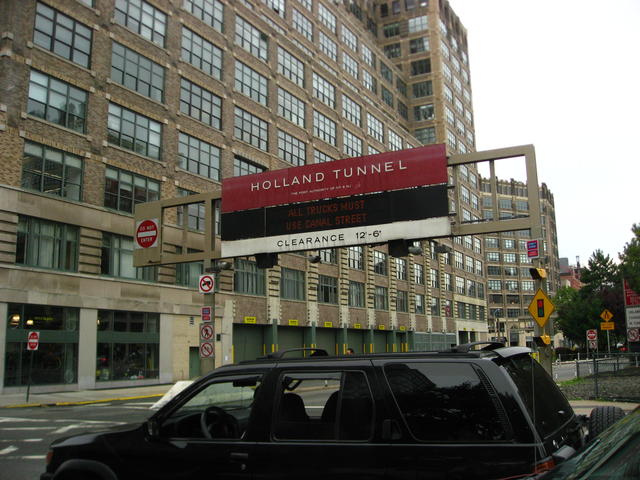 HOLLAND TUNNEL
THE PORT AUTHORITY OF NY & NJ
ALL TRUCKS MUST
USE CANAL STREET
CLEARANCE 12'-6"
DO NOT
ENTER